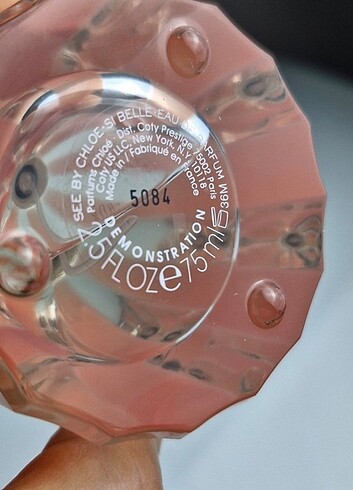 SEE BY CHLOE-SI BELLE-EAU DE PARFUM
Parfums Chloé, Dist. Coty Prestige 75002 Paris
Coty US LLC, New York, N.Y. 10118
Made in / Fabriqué en France
5084
DEMONSTRATION
2.5 FL OZ e 75 ml